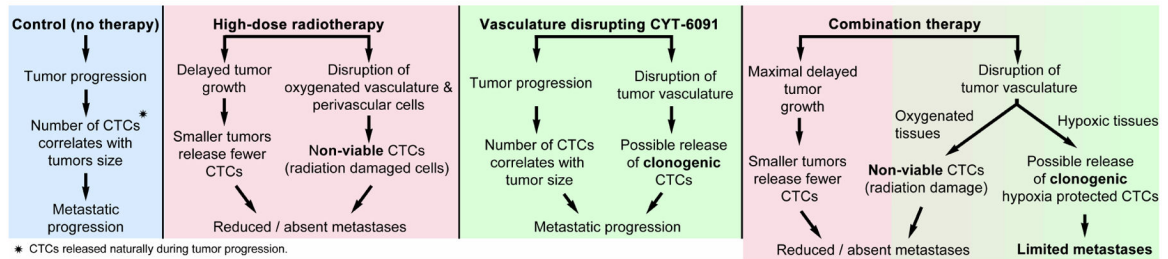 Control (no therapy)
Tumor progression
Number of CTCs*
correlates with
tumors size
Metastatic
progression
High-dose radiotherapy
Delayed tumor
growth
Smaller tumors
release fewer
CTCs
Disruption of
oxygenated vasculature &
perivascular cells
Non-viable CTCs
(radiation damaged cells)
Reduced / absent metastases
Vasculature disrupting CYT-6091
Tumor progression
Number of CTCs
correlates with
tumor size
Disruption of
tumor vasculature
Possible release
of clonogenic
CTCs
Metastatic progression
Combination therapy
Maximal delayed
tumor
growth
Smaller tumors
release fewer
CTCs
Disruption of
tumor vasculature
Oxygenated
tissues
Non-viable CTCs
(radiation damage)
Reduced / absent metastases
Hypoxic tissues
Possible release
of clonogenic
hypoxia protected CTCs
Limited metastases
* CTCs released naturally during tumor progression.